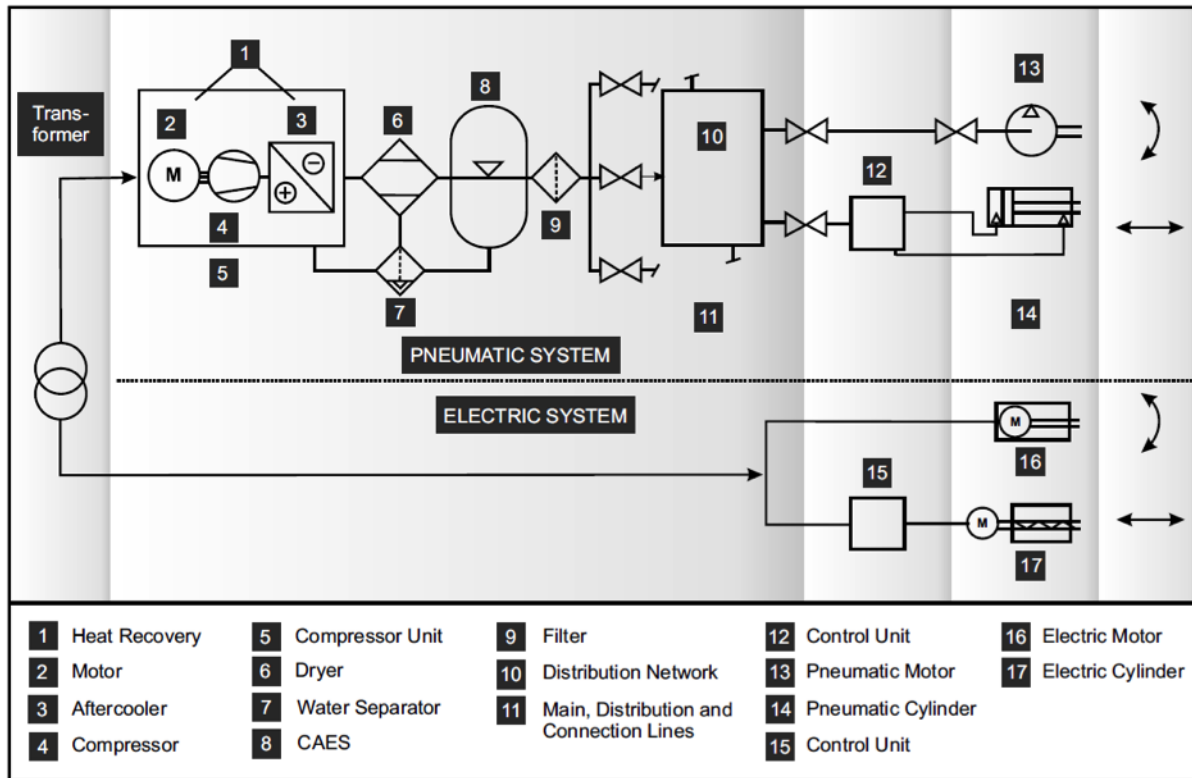 1
8
13
Trans-
former
2
3
6
10
M
12
4
9
5
7
11
14
PNEUMATIC SYSTEM
ELECTRIC SYSTEM
M
16
15
M
17
1 Heat Recovery
2 Motor
3 Aftercooler
4 Compressor
5 Compressor Unit
6 Dryer
7 Water Separator
8 CAES
9 Filter
10 Distribution Network
11 Main, Distribution and
Connection Lines
12 Control Unit
13 Pneumatic Motor
14 Pneumatic Cylinder
15 Control Unit
16 Electric Motor
17 Electric Cylinder